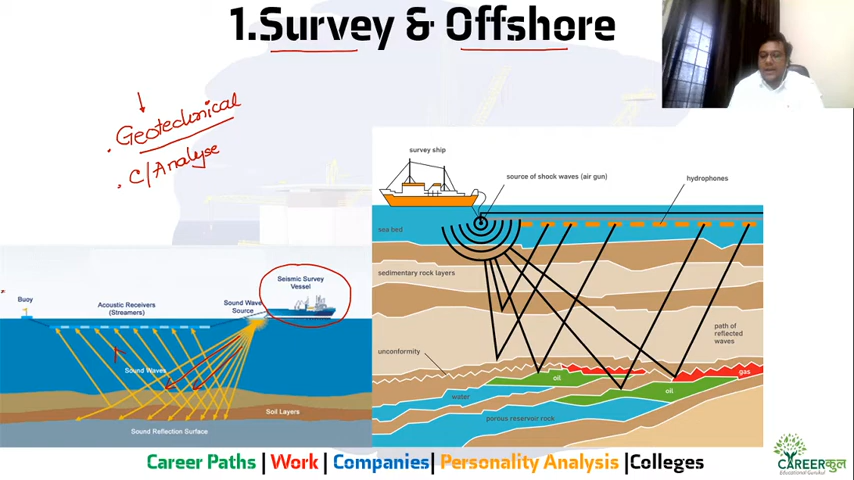 1.Survey & Offshore
Geotechnical
C/Analyse
survey ship
source of shock waves (air gun)
hydrophones
sea bed
sedimentary rock layers
unconformity
path of
reflected
waves
oil
gas
water
oil
porous reservoir rock
Seismic Survey
Vessel
Buoy
Acoustic Receivers
(Streamers)
Sound Wave
Source
Sound Waves
Soil Layers
Sound Reflection Surface
Career Paths | Work | Companies| Personality Analysis |Colleges
CAREERकुल
Educational Gurukul